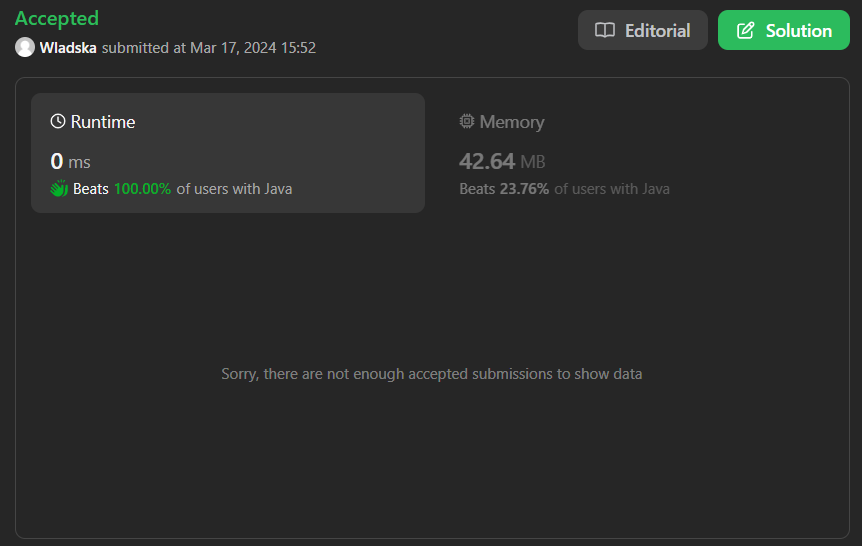 Accepted
Wladska submitted at Mar 17, 2024 15:52
Editorial
Solution
Runtime
0 ms
Beats 100.00% of users with Java
Memory
42.64 MB
Beats 23.76% of users with Java
Sorry, there are not enough accepted submissions to show data